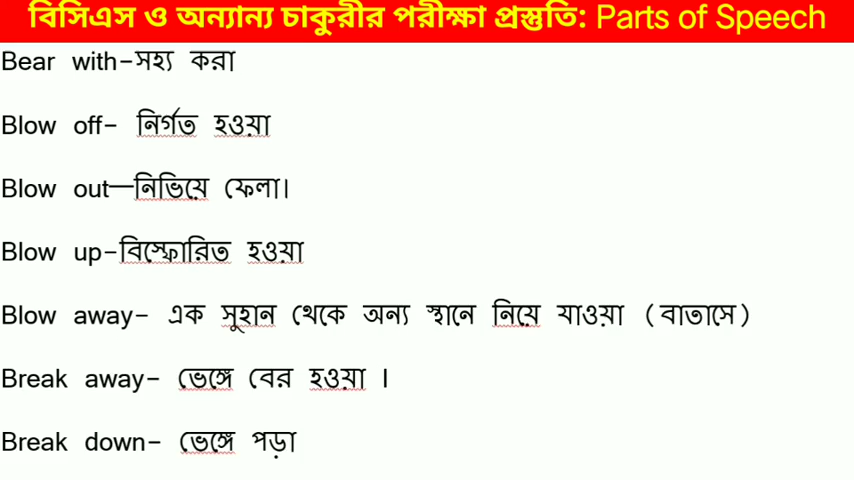 বিসিএস ও অন্যান্য চাকুরীর পরীক্ষা প্রস্তুতি: Parts of Speech
Bear with-সহ্য করা
Blow off- নির্গত হওয়া
Blow out—নিভিয়ে ফেলা।
Blow up-বিস্ফোরিত হওয়া
Blow away- এক সুহান থেকে অন্য স্থানে নিয়ে যাওয়া (বাতাসে)
Break away- ভেঙ্গে বের হওয়া ।
Break down- ভেঙ্গে পড়া